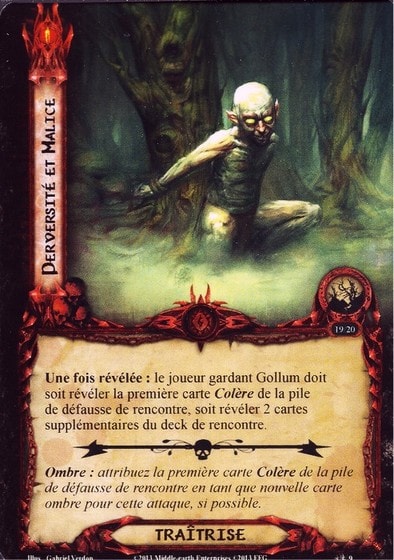 PERVERSITÉ ET MALICE
19/20
Une fois révélée : le joueur gardant Gollum doit
soit révéler la première carte Colère de la pile
de défausse de rencontre, soit révéler 2 cartes
supplémentaires du deck de rencontre.
Ombre : attribuez la première carte Colère de la pile
de défausse de rencontre en tant que nouvelle carte
ombre pour cette attaque, si possible.
TRAÎTRISE
Illus. Gabriel Verdon ©2013 Middle-earth Enterprises ©2013 FFG 9